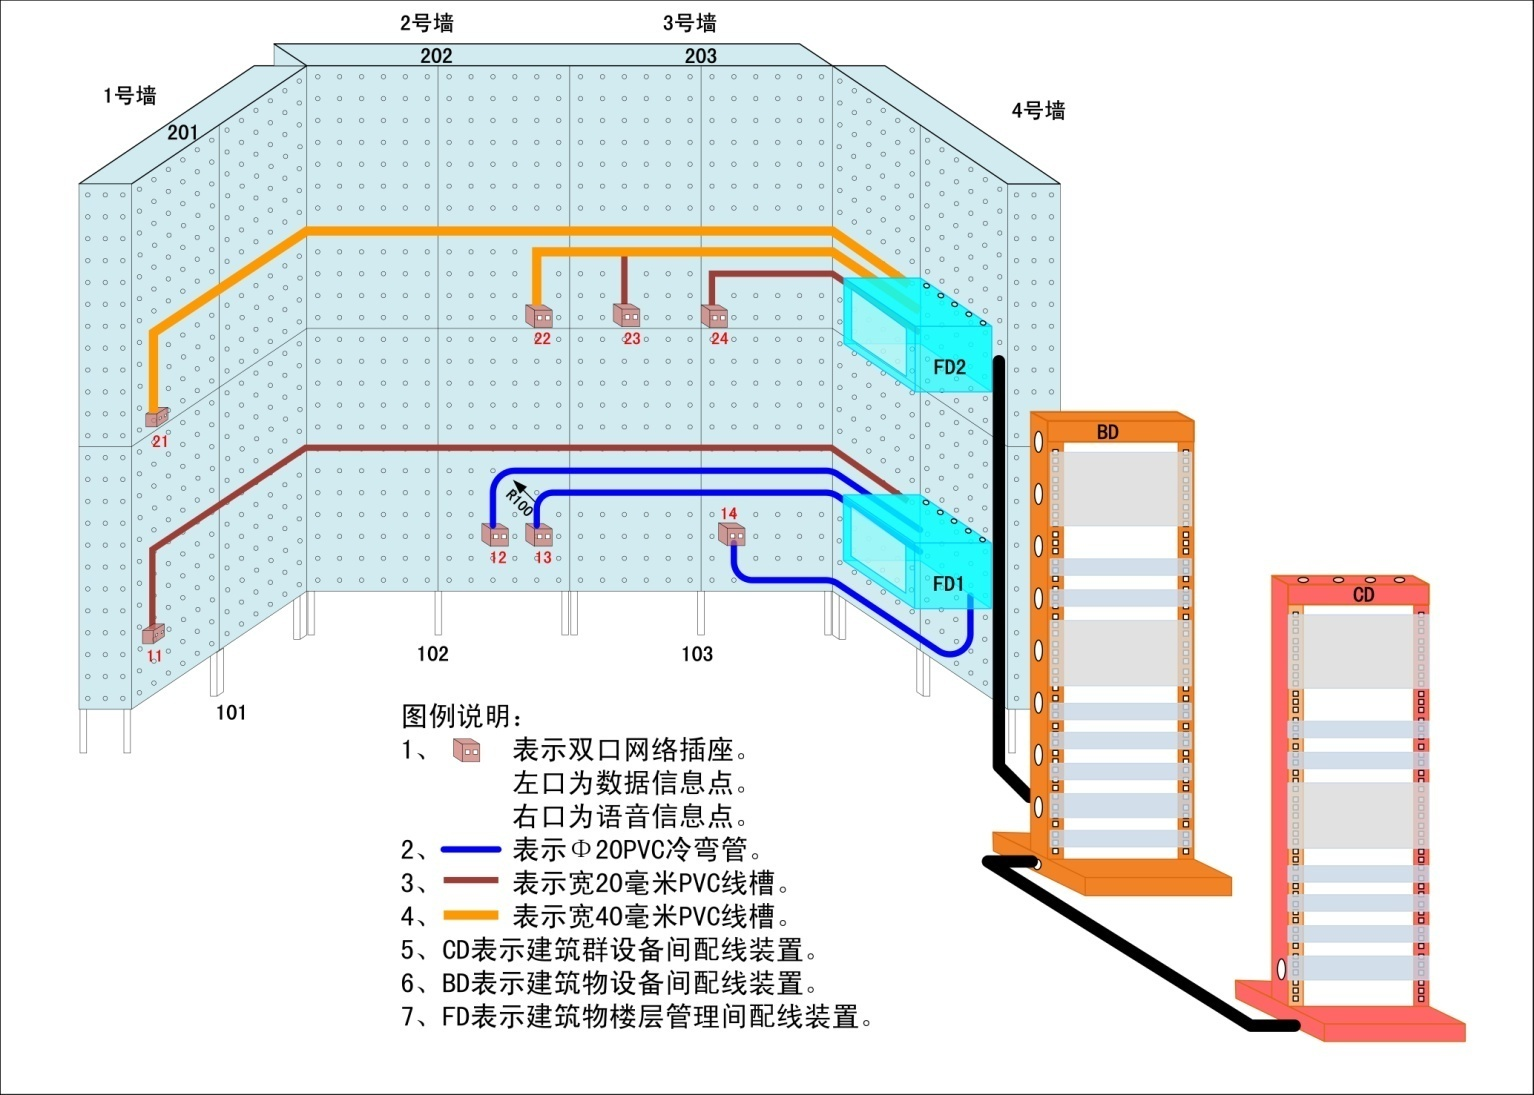 2号墙
3号墙
202
203
1号墙
4号墙
201
22
23
24
FD2
21
BD
R100
14
12
13
FD1
CD
11
102
103
101
图例说明：
1、 表示双口网络插座。
左口为数据信息点。
右口为语音信息点。
2、 表示Φ20PVC冷弯管。
3、 表示宽20毫米PVC线槽。
4、 表示宽40毫米PVC线槽。
5、CD表示建筑群设备间配线装置。
6、BD表示建筑物设备间配线装置。
7、FD表示建筑物楼层管理间配线装置。